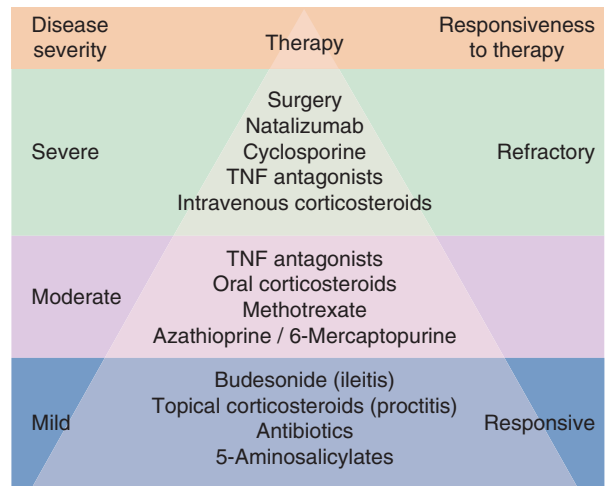 Disease
severity
Therapy
Responsiveness
to therapy
Severe
Surgery
Natalizumab
Cyclosporine
TNF antagonists
Intravenous corticosteroids
Refractory
Moderate
TNF antagonists
Oral corticosteroids
Methotrexate
Azathioprine / 6-Mercaptopurine
Mild
Budesonide (ileitis)
Topical corticosteroids (proctitis)
Antibiotics
5-Aminosalicylates
Responsive